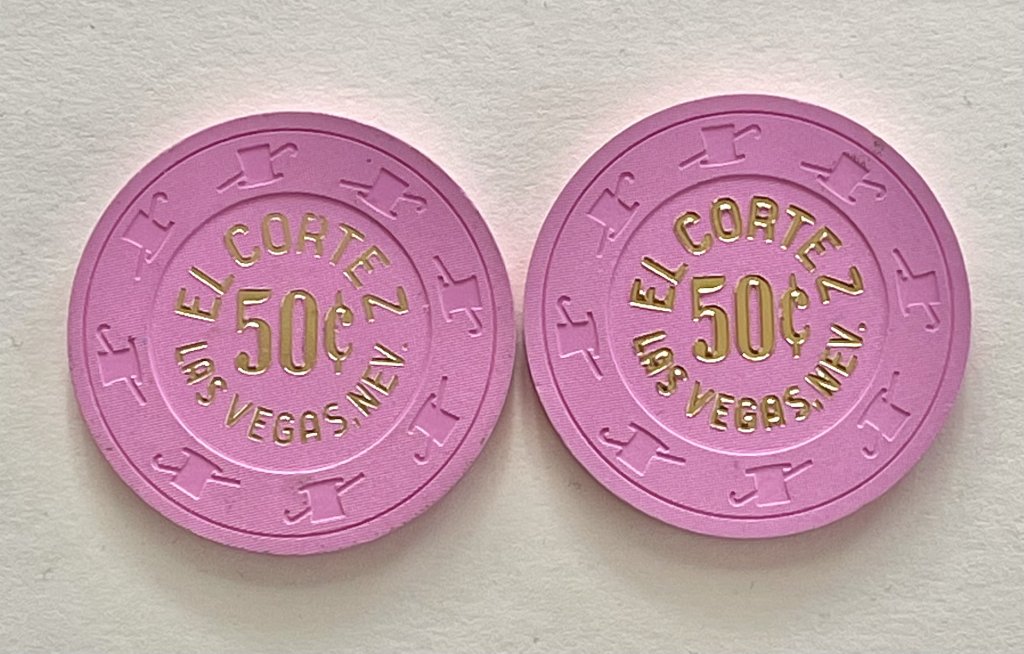 EL CORTEZ
50¢
LAS VEGAS, NEV.
EL CORTEZ
50¢
LAS VEGAS, NEV.